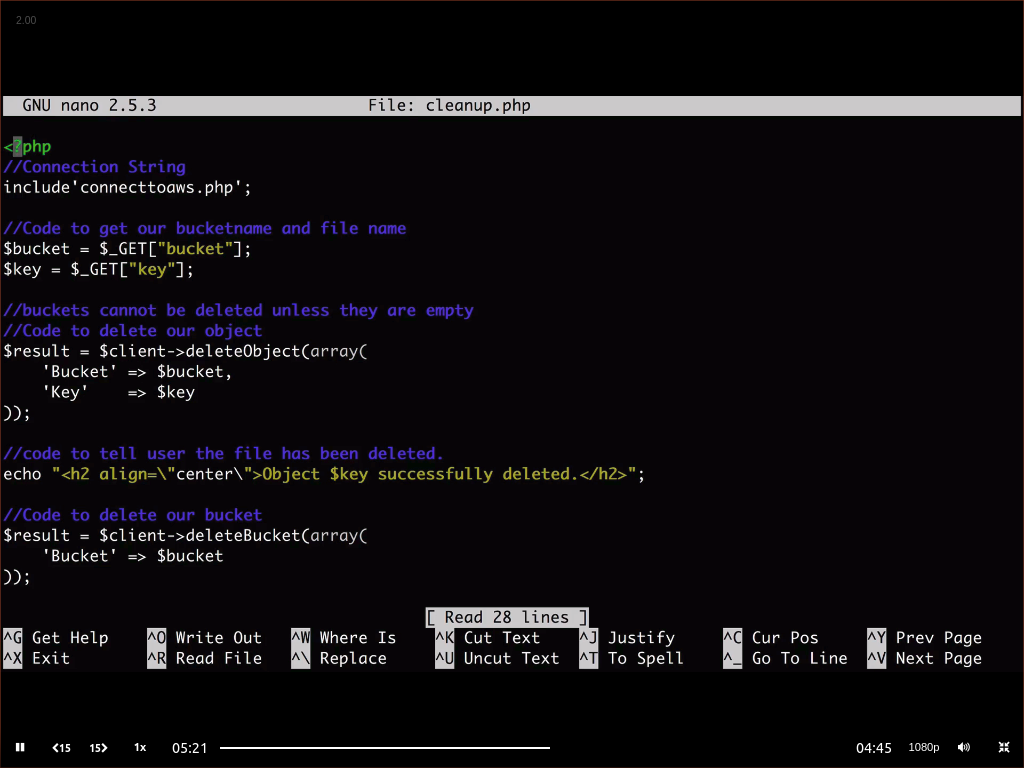 2.00
GNU nano 2.5.3 File: cleanup.php
<?php
//Connection String
include'connecttoaws.php';
//Code to get our bucketname and file name
$bucket = $_GET["bucket"];
$key = $_GET["key"];
//buckets cannot be deleted unless they are empty
//Code to delete our object
$result = $client->deleteObject(array(
    'Bucket' => $bucket,
    'Key'    => $key
));
//code to tell user the file has been deleted.
echo "<h2 align=\"center\">Object $key successfully deleted.</h2>";
//Code to delete our bucket
$result = $client->deleteBucket(array(
    'Bucket' => $bucket
));
[ Read 28 lines ]
^G Get Help ^O Write Out ^W Where Is ^K Cut Text ^J Justify ^C Cur Pos ^Y Prev Page
^X Exit ^R Read File ^\ Replace ^U Uncut Text ^T To Spell ^_ Go To Line ^V Next Page
15 15 1x 05:21 04:45 1080p